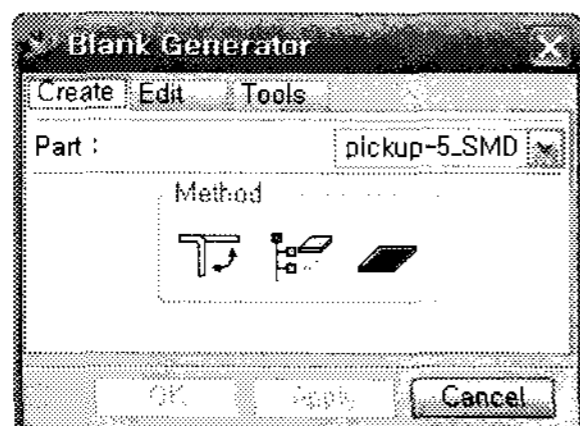 Blank Generator
Create Edit Tools
Part : pickup-5_SMD
Method
OK Apply Cancel